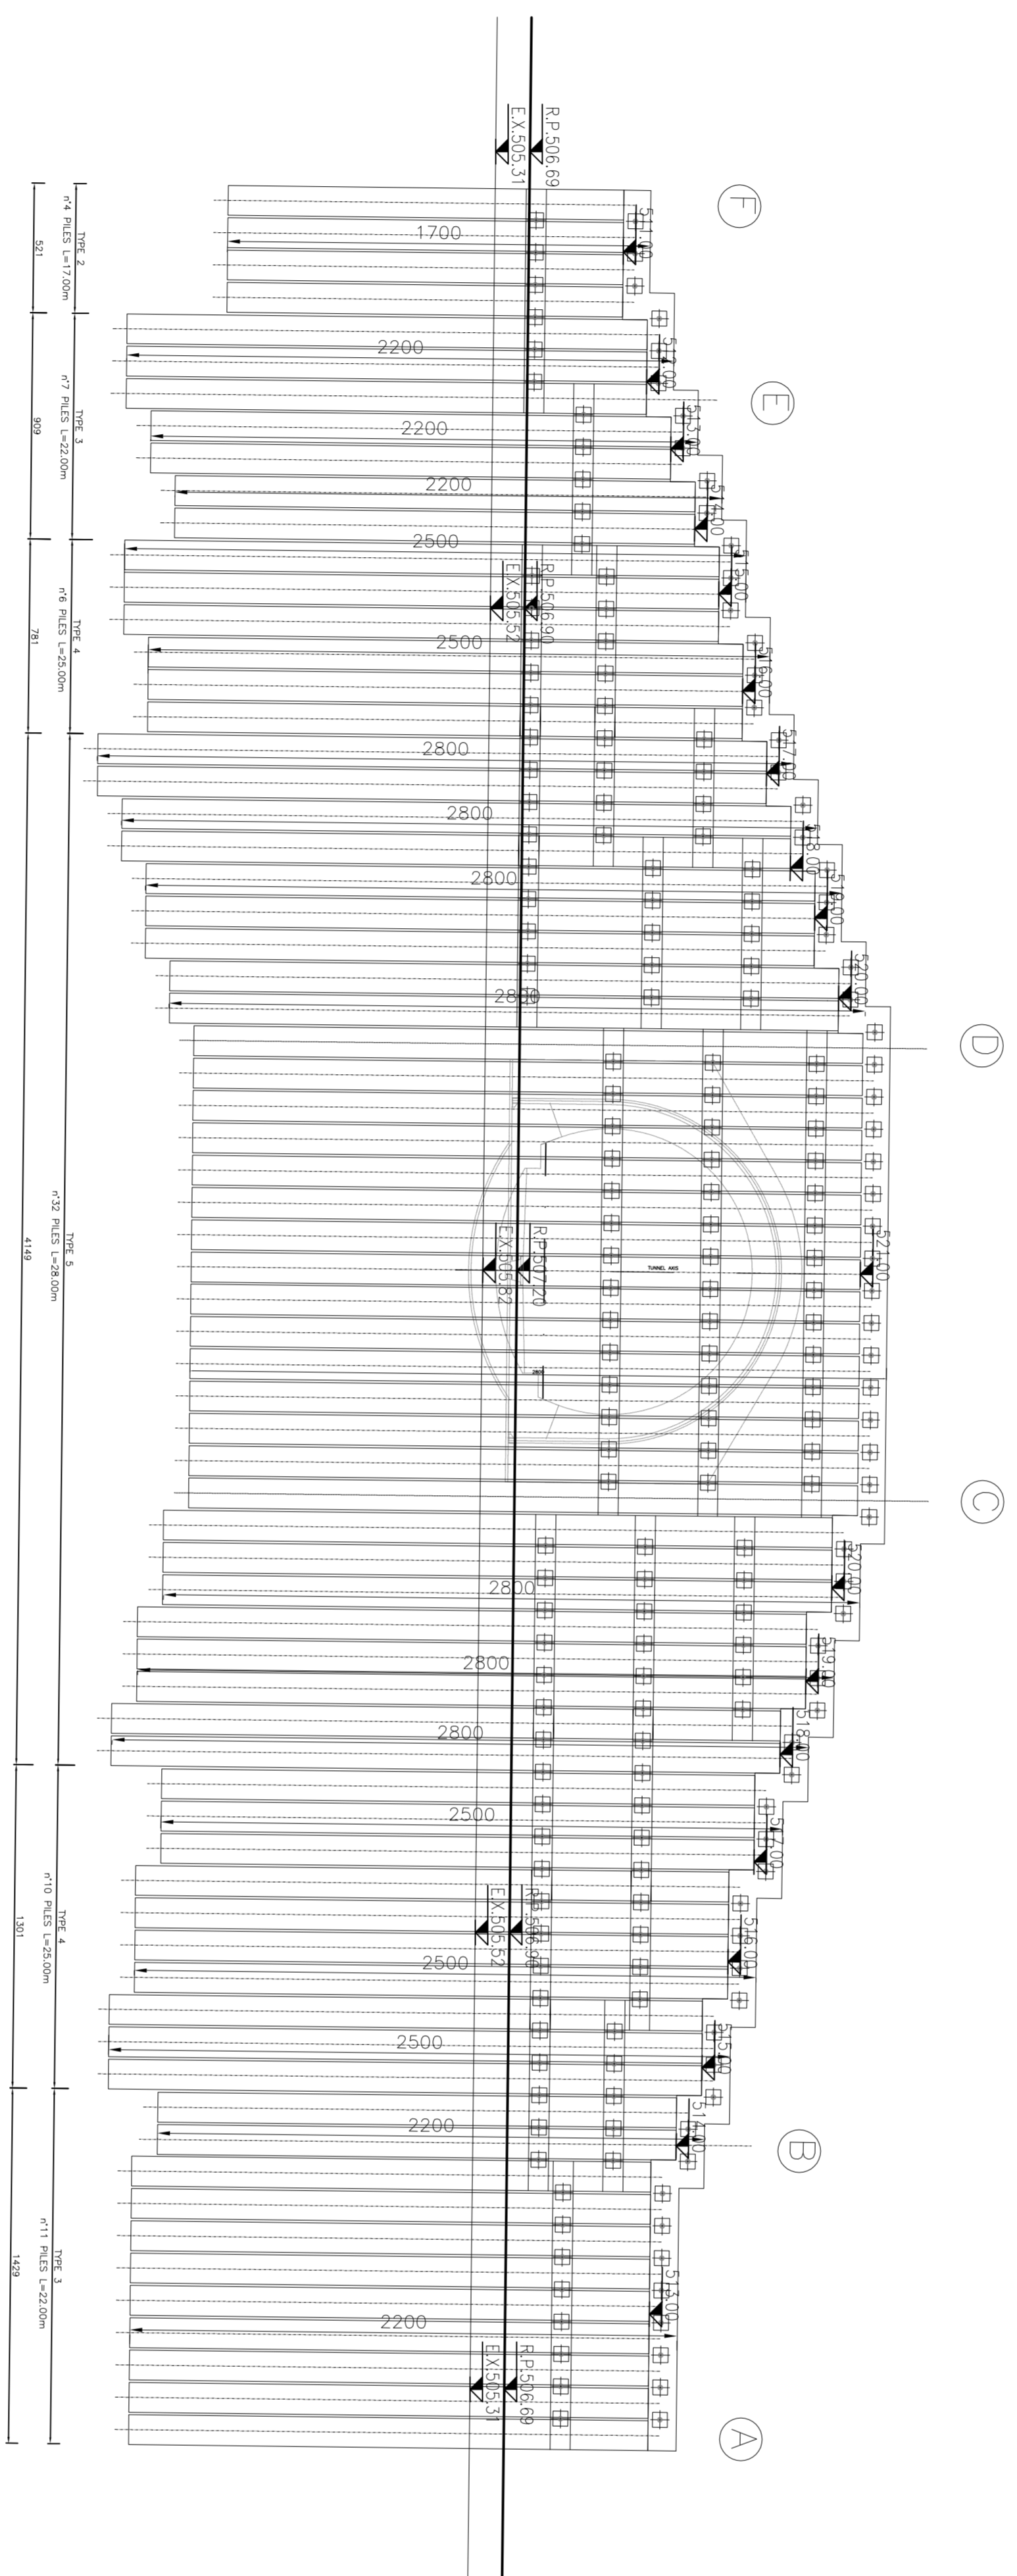 F
E
D
C
B
A
511.00
512.00
513.00
514.00
515.00
516.00
517.00
518.00
519.00
520.00
521.00
520.00
519.00
518.00
517.00
516.00
515.00
514.00
513.00
TUNNEL AXIS
R.P.506.69
E.X.505.31
R.P.506.90
E.X.505.52
R.P.507.20
E.X.505.82
R.P.506.90
E.X.505.52
R.P.506.69
E.X.505.31
1700
2200
2200
2200
2500
2500
2800
2800
2800
2800
2800
2800
2800
2800
2500
2500
2500
2200
2200
TYPE 2
n°4 PILES L=17.00m
521
TYPE 3
n°7 PILES L=22.00m
909
TYPE 4
n°6 PILES L=25.00m
781
TYPE 5
n°32 PILES L=28.00m
4149
TYPE 4
n°10 PILES L=25.00m
1301
TYPE 3
n°11 PILES L=22.00m
1429